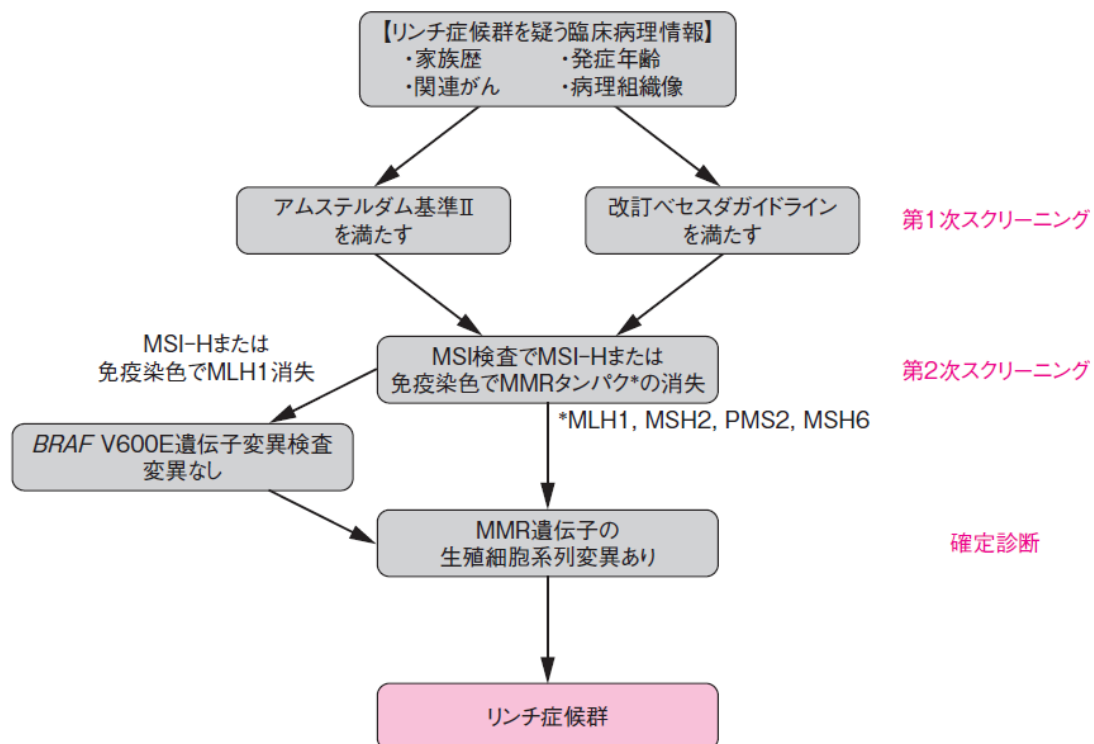 【リンチ症候群を疑う臨床病理情報】
・家族歴 ・発症年齢
・関連がん ・病理組織像
アムステルダム基準Ⅱ
を満たす
改訂ベセスダガイドライン
を満たす
第1次スクリーニング
MSI-Hまたは
免疫染色でMLH1消失
MSI検査でMSI-Hまたは
免疫染色でMMRタンパク*の消失
第2次スクリーニング
*MLH1, MSH2, PMS2, MSH6
BRAF V600E遺伝子変異検査
変異なし
MMR遺伝子の
生殖細胞系列変異あり
確定診断
リンチ症候群